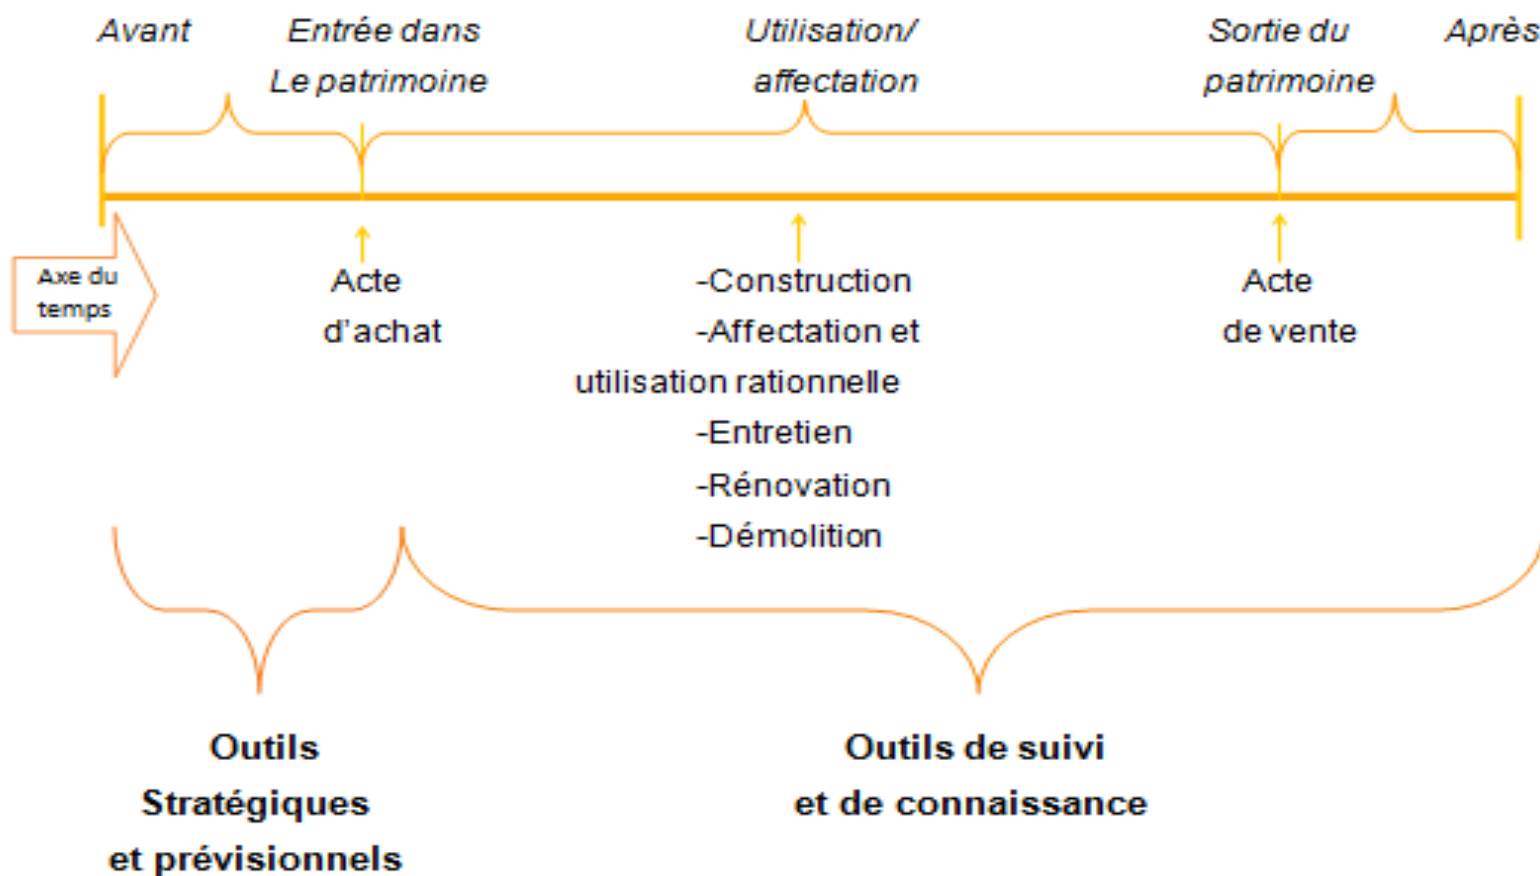 Avant
Entrée dans
Le patrimoine
Utilisation/
affectation
Sortie du
patrimoine
Après
Axe du
temps
Acte
d'achat
-Construction
-Affectation et
utilisation rationnelle
-Entretien
-Rénovation
-Démolition
Acte
de vente
Outils
Stratégiques
et prévisionnels
Outils de suivi
et de connaissance